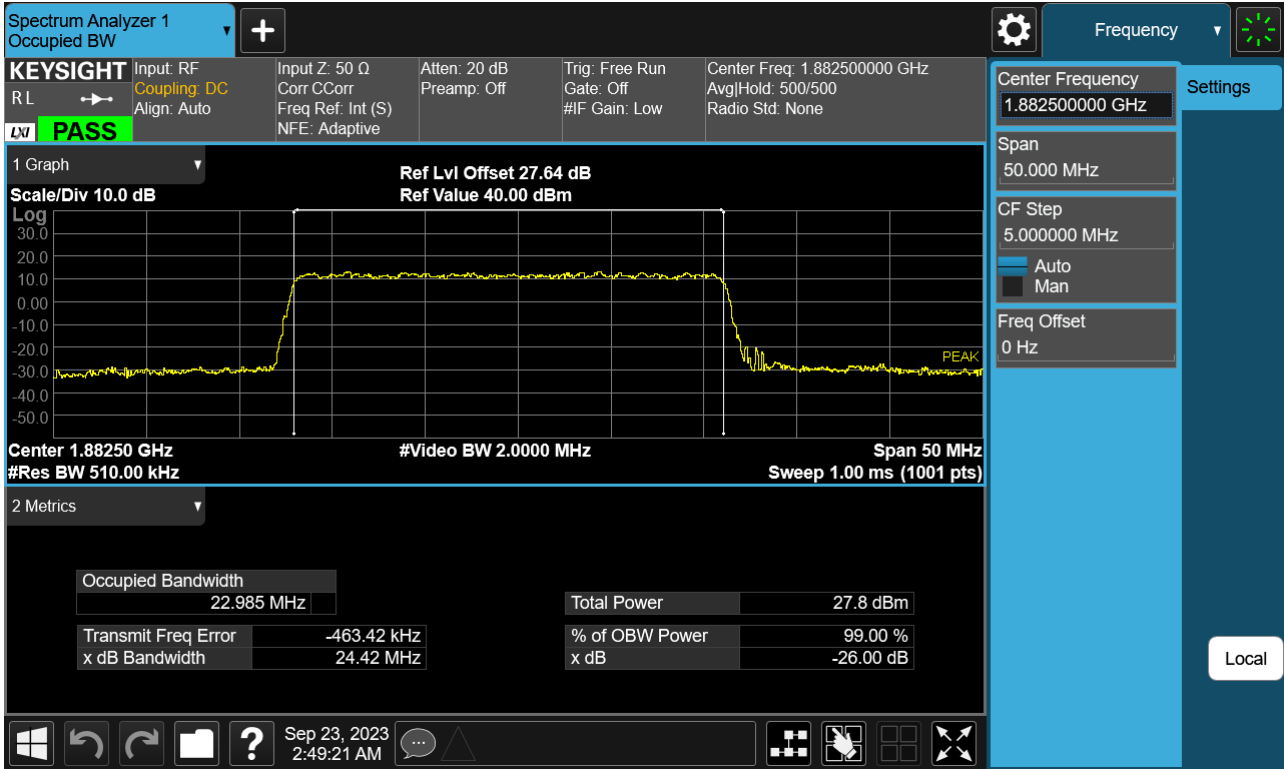 Spectrum Analyzer 1
Occupied BW
Frequency
KEYSIGHT
R L
LXI
PASS
Input: RF
Coupling: DC
Align: Auto
Input Z: 50 Ω
Corr CCorr
Freq Ref: Int (S)
NFE: Adaptive
Atten: 20 dB
Preamp: Off
Trig: Free Run
Gate: Off
#IF Gain: Low
Center Freq: 1.882500000 GHz
Avg|Hold: 500/500
Radio Std: None
1 Graph
Scale/Div 10.0 dB
Ref Lvl Offset 27.64 dB
Ref Value 40.00 dBm
Log
30.0
20.0
10.0
0.00
-10.0
-20.0
-30.0
-40.0
-50.0
PEAK
Center 1.88250 GHz
#Res BW 510.00 kHz
#Video BW 2.0000 MHz
Span 50 MHz
Sweep 1.00 ms (1001 pts)
2 Metrics
Occupied Bandwidth
22.985 MHz
Transmit Freq Error -463.42 kHz
x dB Bandwidth 24.42 MHz
Total Power 27.8 dBm
% of OBW Power 99.00 %
x dB -26.00 dB
Center Frequency
1.882500000 GHz
Span
50.000 MHz
CF Step
5.000000 MHz
Auto
Man
Freq Offset
0 Hz
Settings
Local
?
Sep 23, 2023
2:49:21 AM